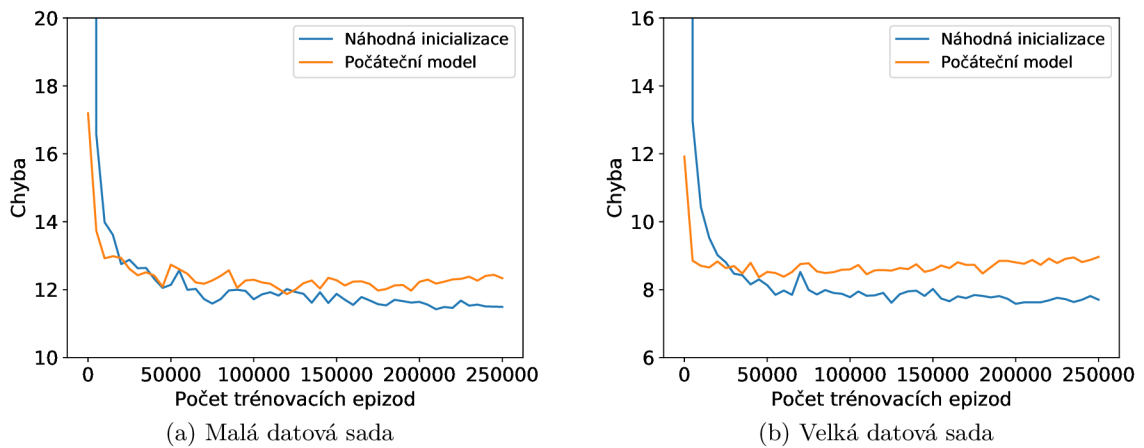 20
18
16
14
12
10
Chyba
Náhodná inicializace
Počáteční model
0 50000 100000 150000 200000 250000
Počet trénovacích epizod
(a) Malá datová sada
16
14
12
10
8
6
Chyba
Náhodná inicializace
Počáteční model
0 50000 100000 150000 200000 250000
Počet trénovacích epizod
(b) Velká datová sada